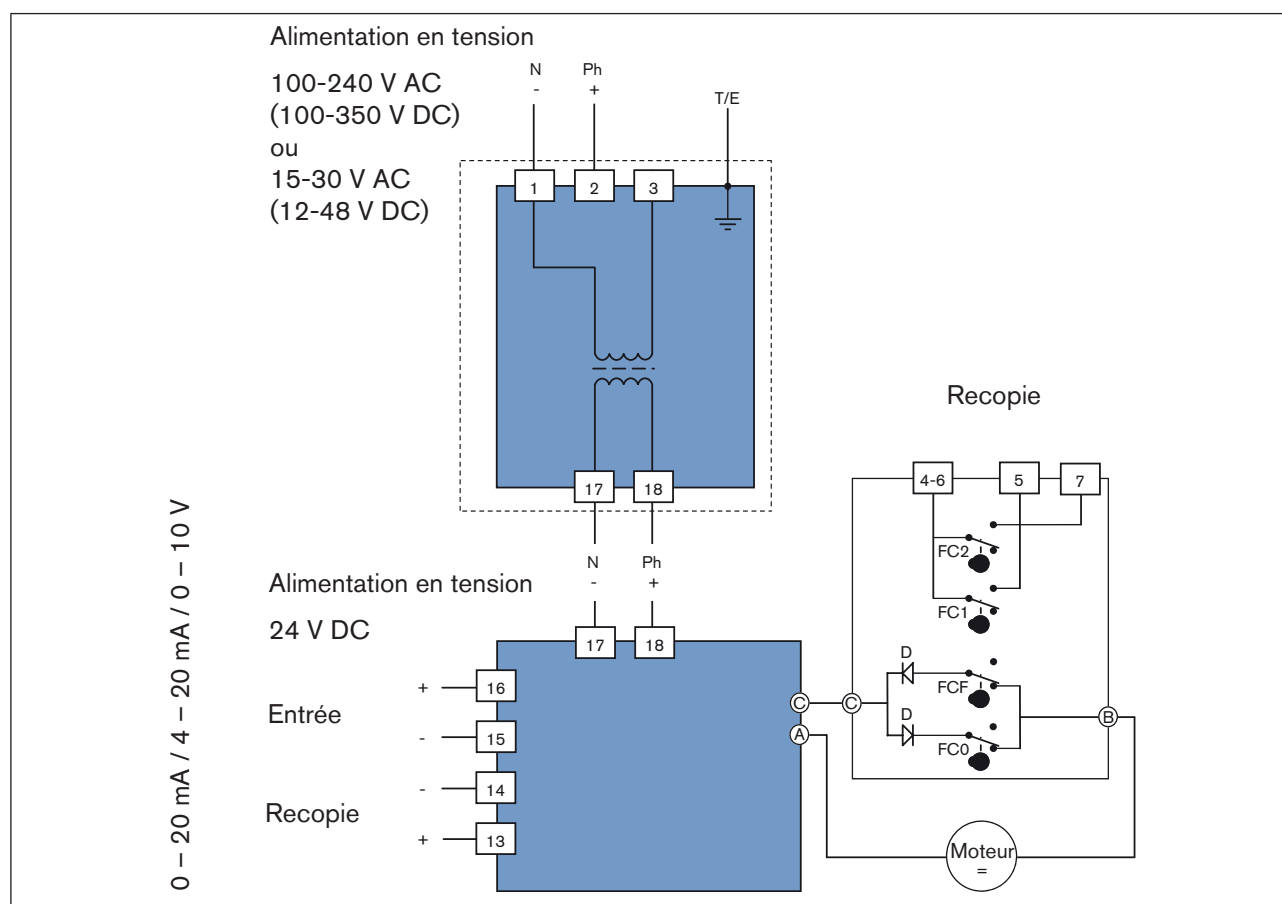 Alimentation en tension
100-240 V AC
(100-350 V DC)
ou
15-30 V AC
(12-48 V DC)
N
-
Ph
+
T/E
1
2
3
17
18
N
-
Ph
+
Alimentation en tension
24 V DC
17
18
0 – 20 mA / 4 – 20 mA / 0 – 10 V
+
16
Entrée
-
15
-
14
Recopie
+
13
C
A
Recopie
4-6
5
7
FC2
FC1
D
FCF
C
D
FC0
B
Moteur
=